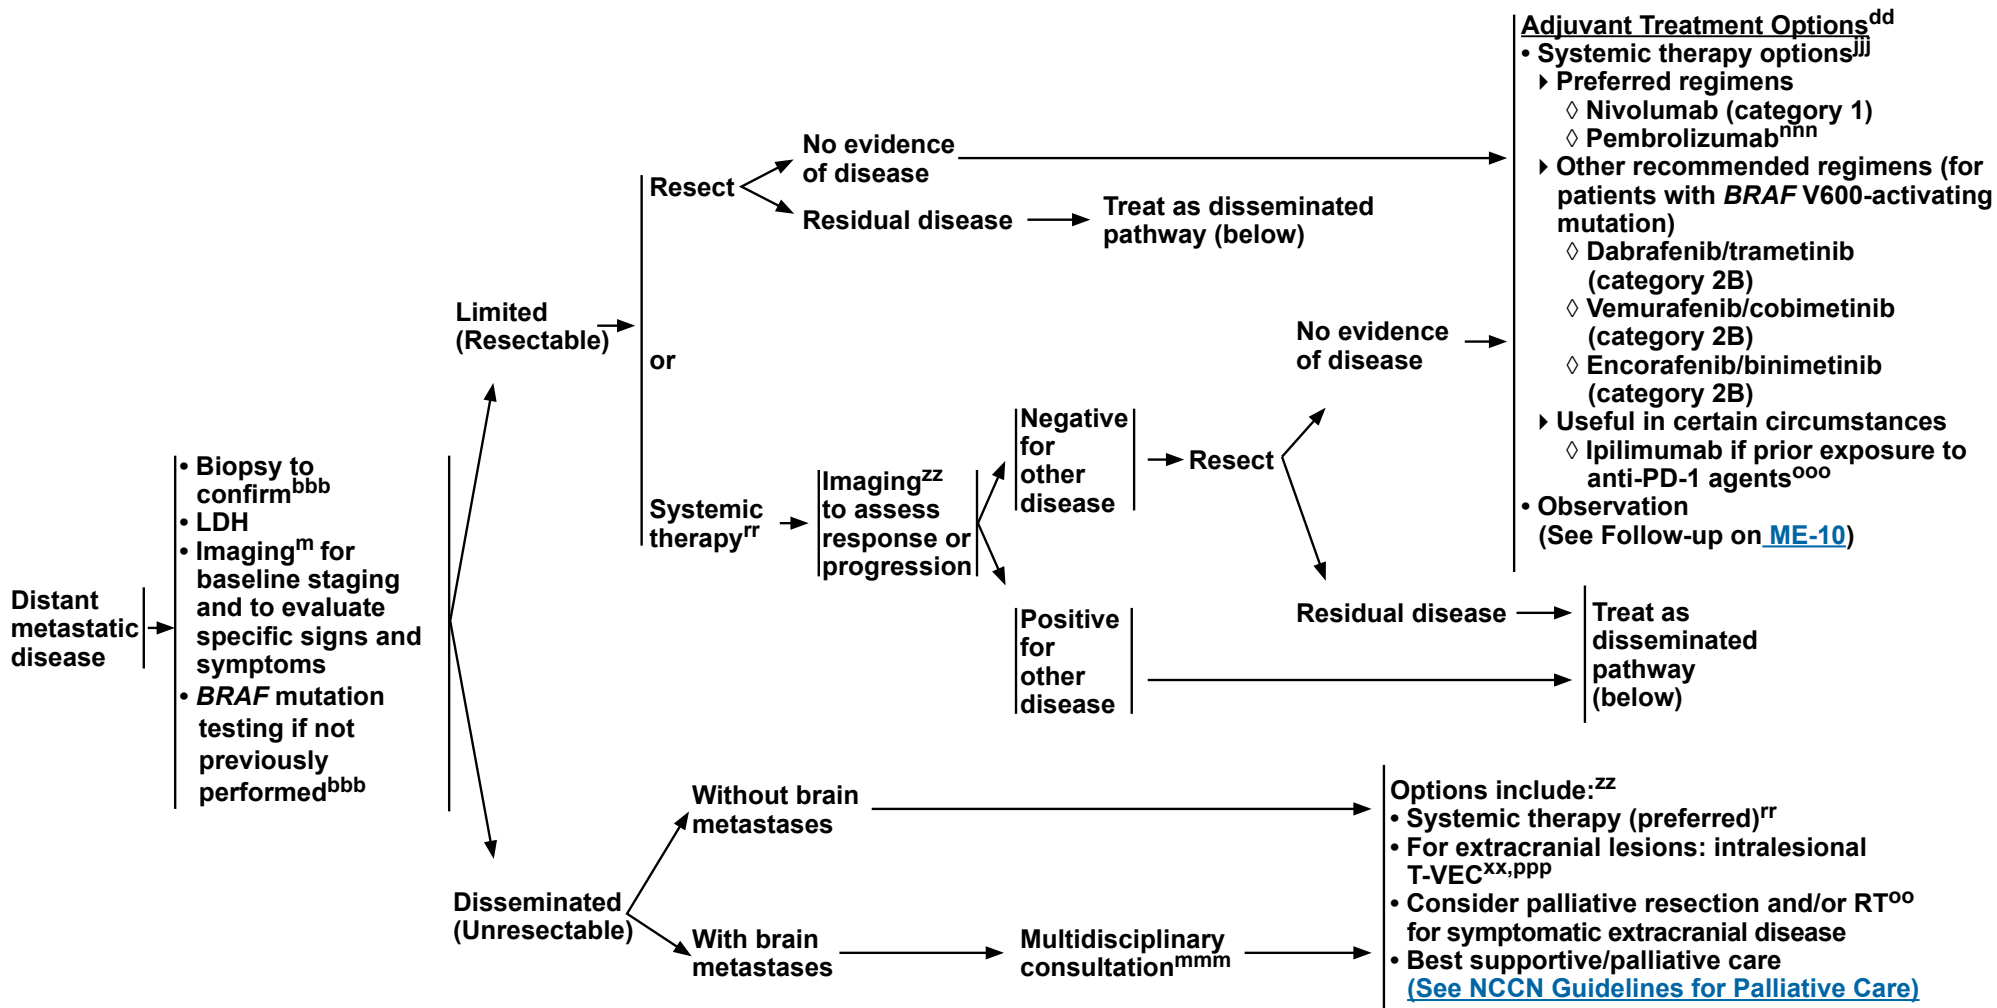 Distant
metastatic
disease
• Biopsy to
confirmbbb
• LDH
• Imagingm for
baseline staging
and to evaluate
specific signs and
symptoms
• BRAF mutation
testing if not
previously
performedbbb
Limited
(Resectable)
Resect
No evidence
of disease
Residual disease
Treat as disseminated
pathway (below)
or
Systemic
therapyrr
Imagingzz
to assess
response or
progression
Negative
for
other
disease
Resect
No evidence
of disease
Residual disease
Positive
for
other
disease
Treat as
disseminated
pathway
(below)
Adjuvant Treatment Optionsdd
• Systemic therapy optionsjjj
Preferred regimens
◊ Nivolumab (category 1)
◊ Pembrolizumabnnn
Other recommended regimens (for
patients with BRAF V600-activating
mutation)
◊ Dabrafenib/trametinib
(category 2B)
◊ Vemurafenib/cobimetinib
(category 2B)
◊ Encorafenib/binimetinib
(category 2B)
Useful in certain circumstances
◊ Ipilimumab if prior exposure to
anti-PD-1 agentsooo
• Observation
(See Follow-up on ME-10)
Disseminated
(Unresectable)
Without brain
metastases
With brain
metastases
Multidisciplinary
consultationmmm
Options include:zz
• Systemic therapy (preferred)rr
• For extracranial lesions: intralesional
T-VECxx,ppp
• Consider palliative resection and/or RToo
for symptomatic extracranial disease
• Best supportive/palliative care
(See NCCN Guidelines for Palliative Care)